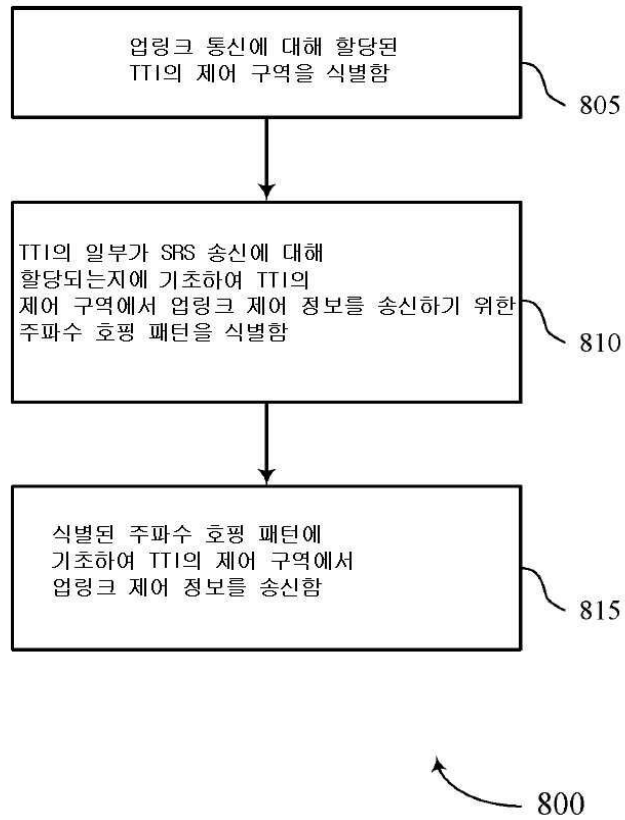 업링크 통신에 대해 할당된
TTI의 제어 구역을 식별함
805
TTI의 일부가 SRS 송신에 대해
할당되는지에 기초하여 TTI의
제어 구역에서 업링크 제어 정보를 송신하기 위한
주파수 호핑 패턴을 식별함
810
식별된 주파수 호핑 패턴에
기초하여 TTI의 제어 구역에서
업링크 제어 정보를 송신함
815
800